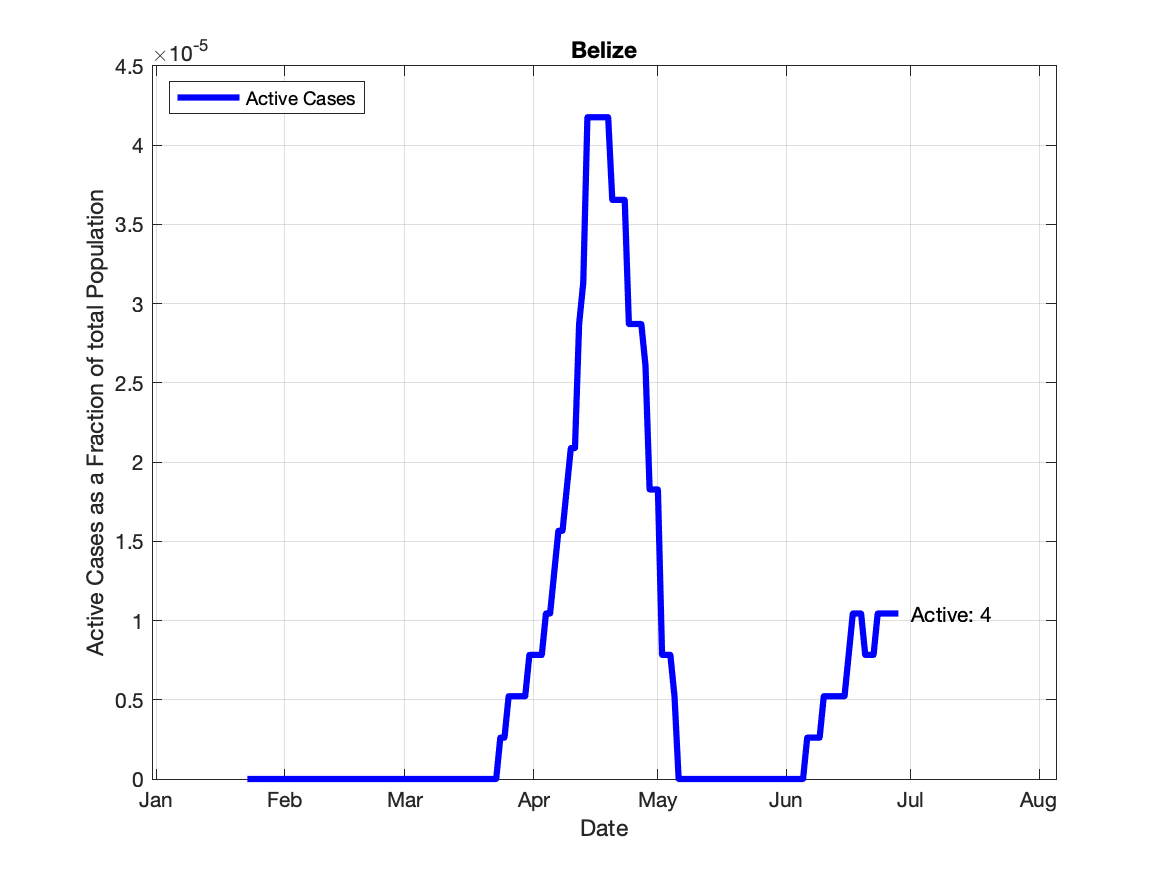 Belize
×10-5
4.5
4
3.5
3
2.5
2
1.5
1
0.5
0
Active Cases as a Fraction of total Population
Active Cases
Active: 4
Jan Feb Mar Apr May Jun Jul Aug
Date